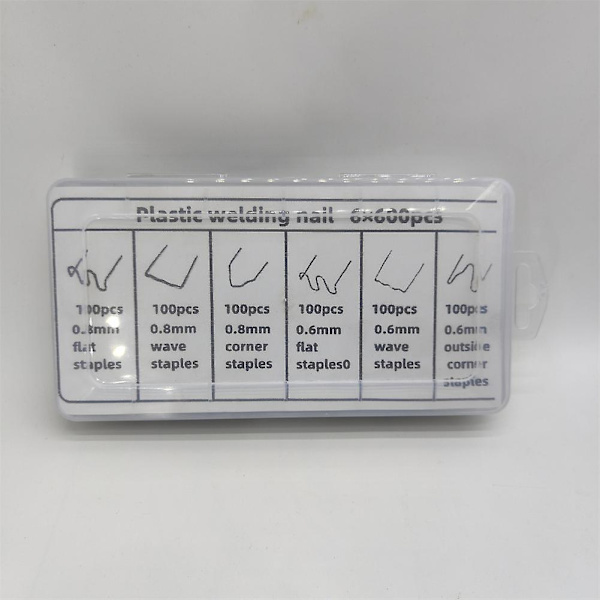 Plastic welding nail 6×600pcs
100pcs
0.8mm
flat
staples
100pcs
0.8mm
wave
staples
100pcs
0.8mm
corner
staples
100pcs
0.6mm
flat
staples0
100pcs
0.6mm
wave
staples
100pcs
0.6mm
outside
corner
staples